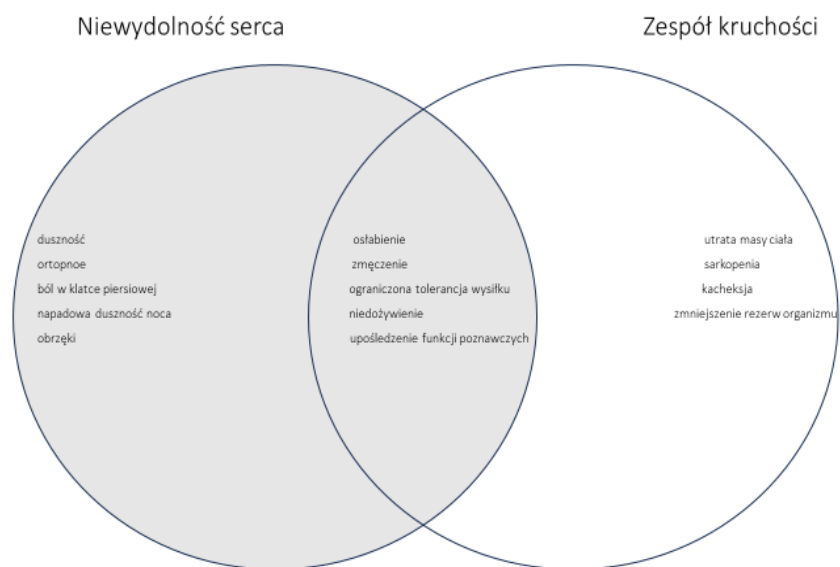 Niewydolność serca
Zespół kruchości
duszność
ortopnoe
ból w klatce piersiowej
napadowa duszność noca
obrzęki
osłabienie
zmęczenie
ograniczona tolerancja wysiłku
niedożywienie
upośledzenie funkcji poznawczych
utrata masy ciała
sarkopenia
kacheksja
zmniejszenie rezerw organizmu